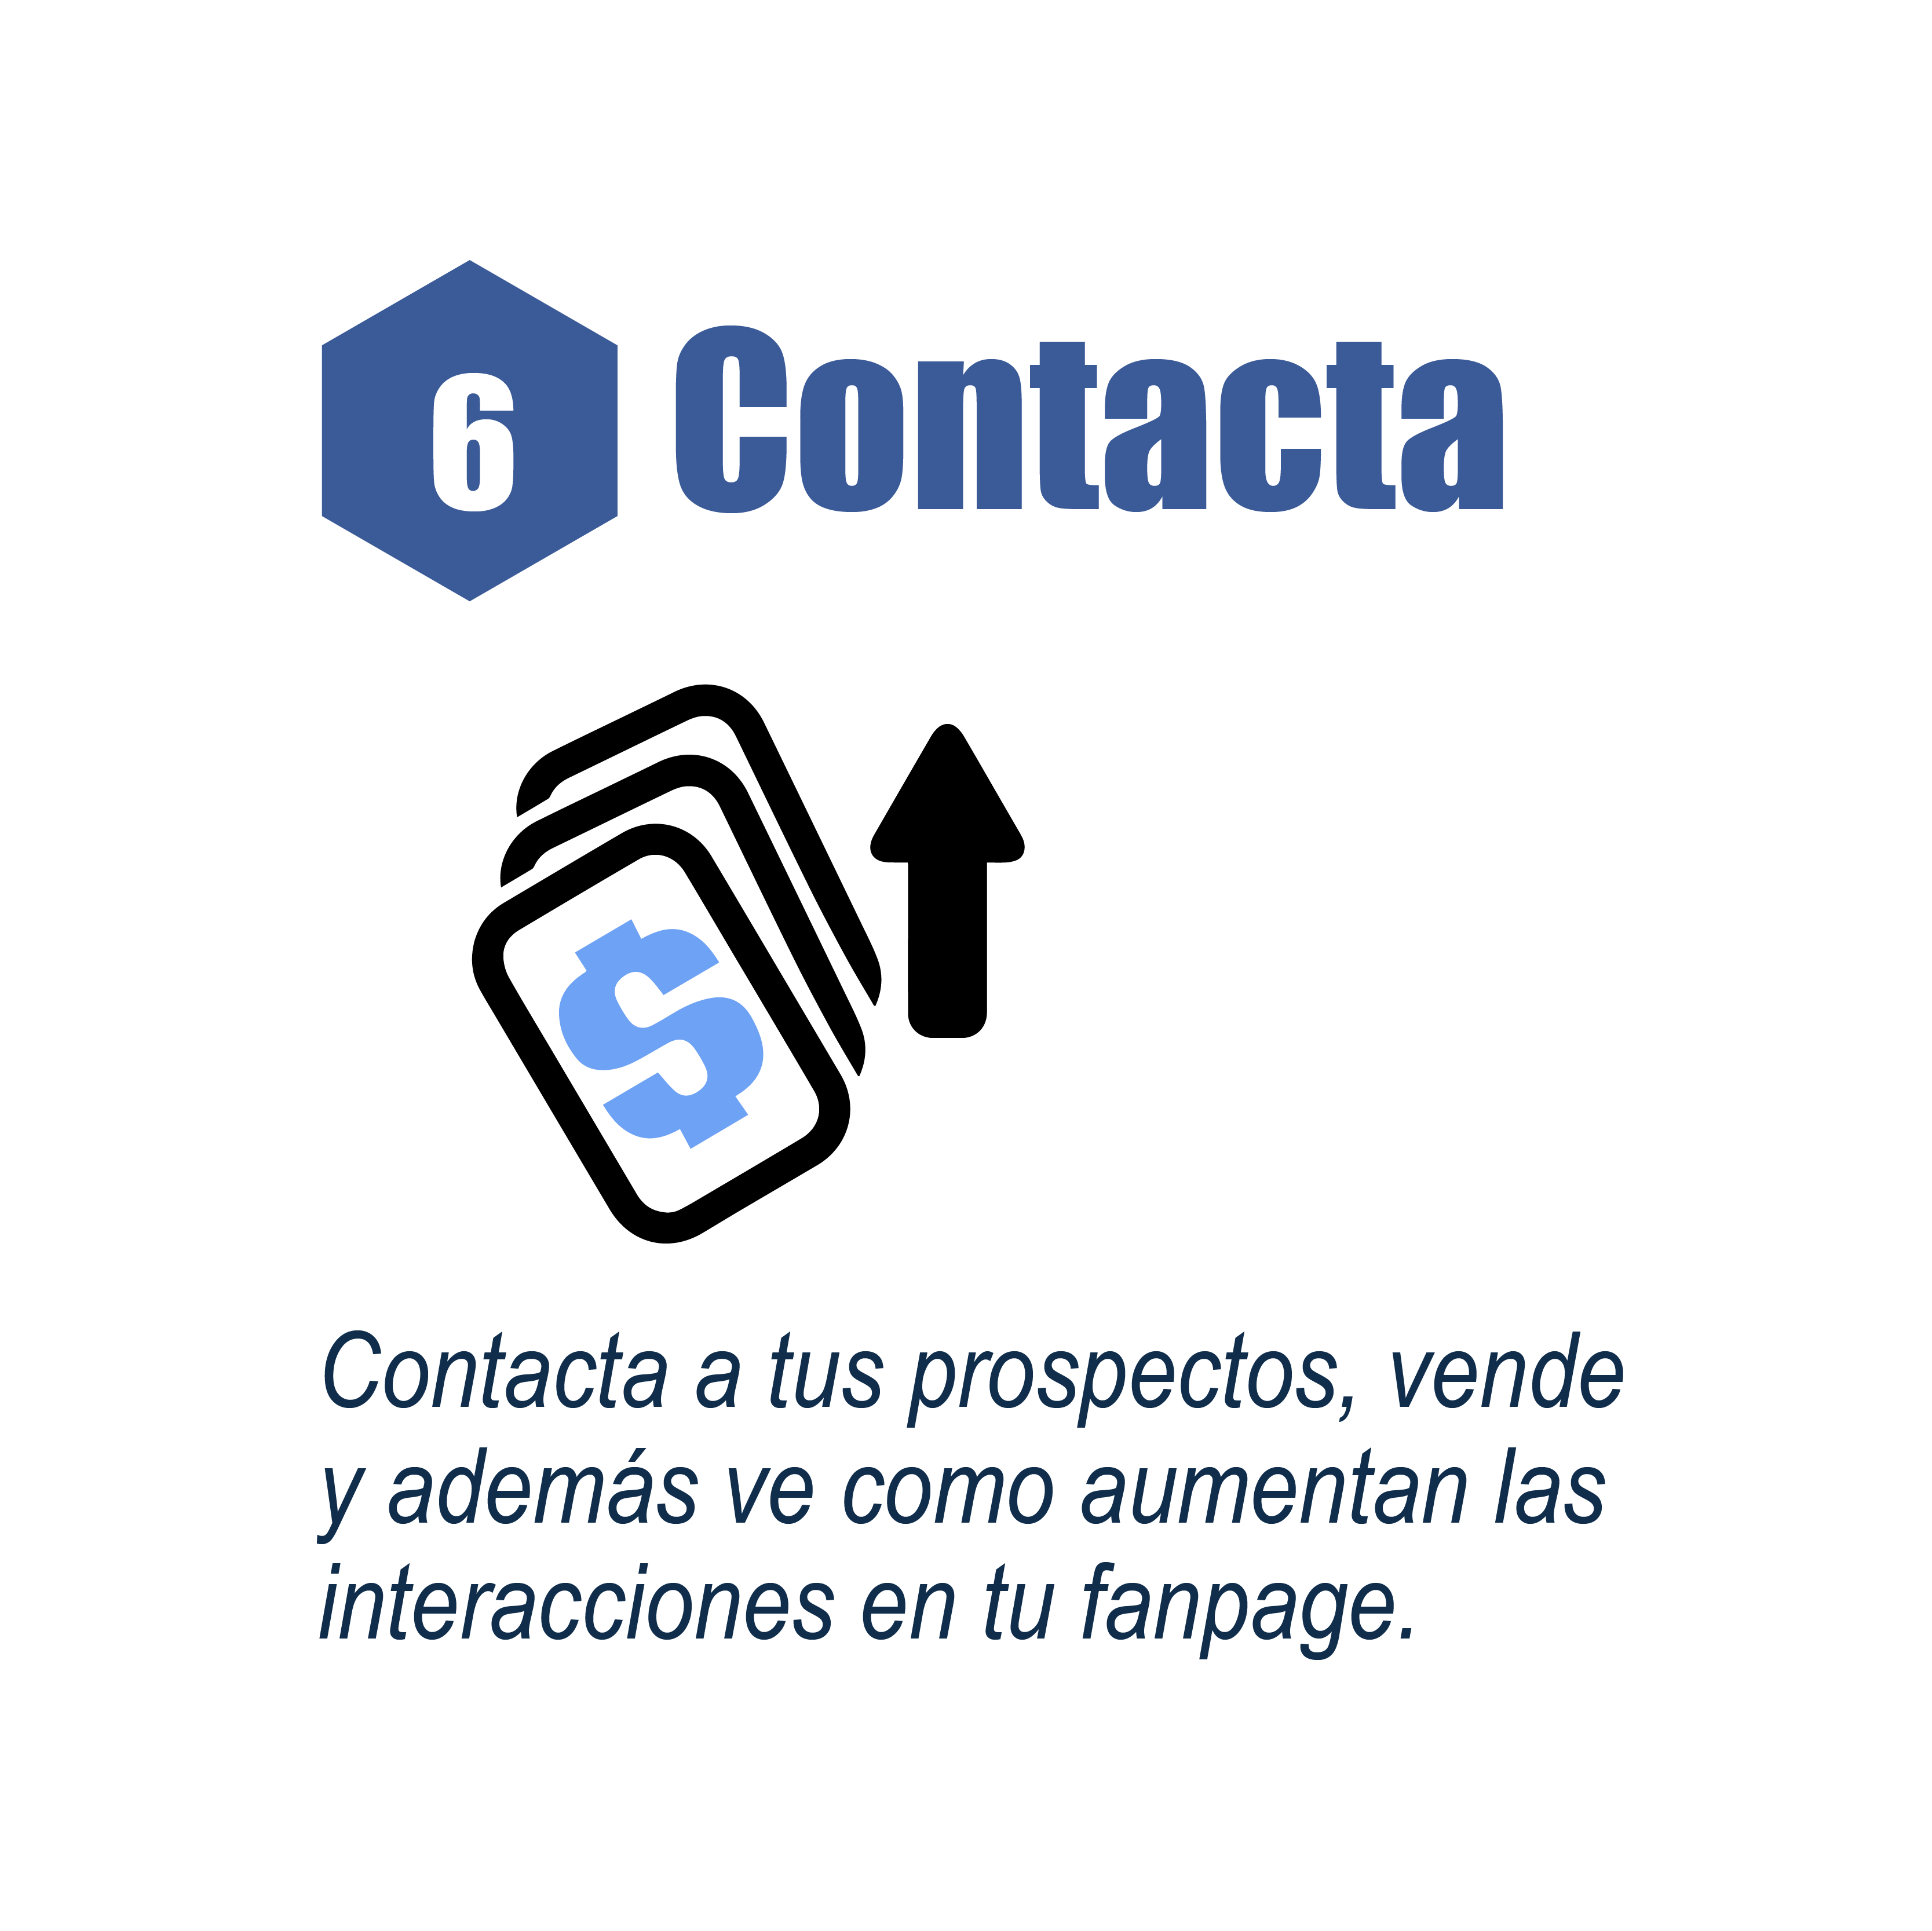 6 Contacta
$
Contacta a tus prospectos, vende
y además ve como aumentan las
interacciones en tu fanpage.